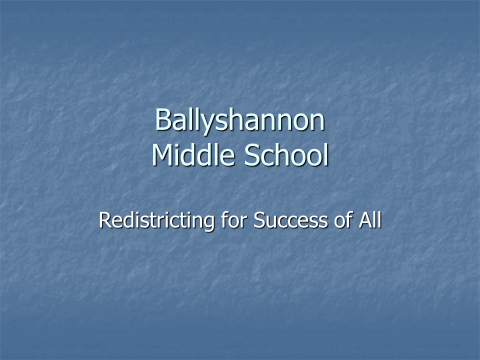 Ballyshannon
Middle School
Redistricting for Success of All